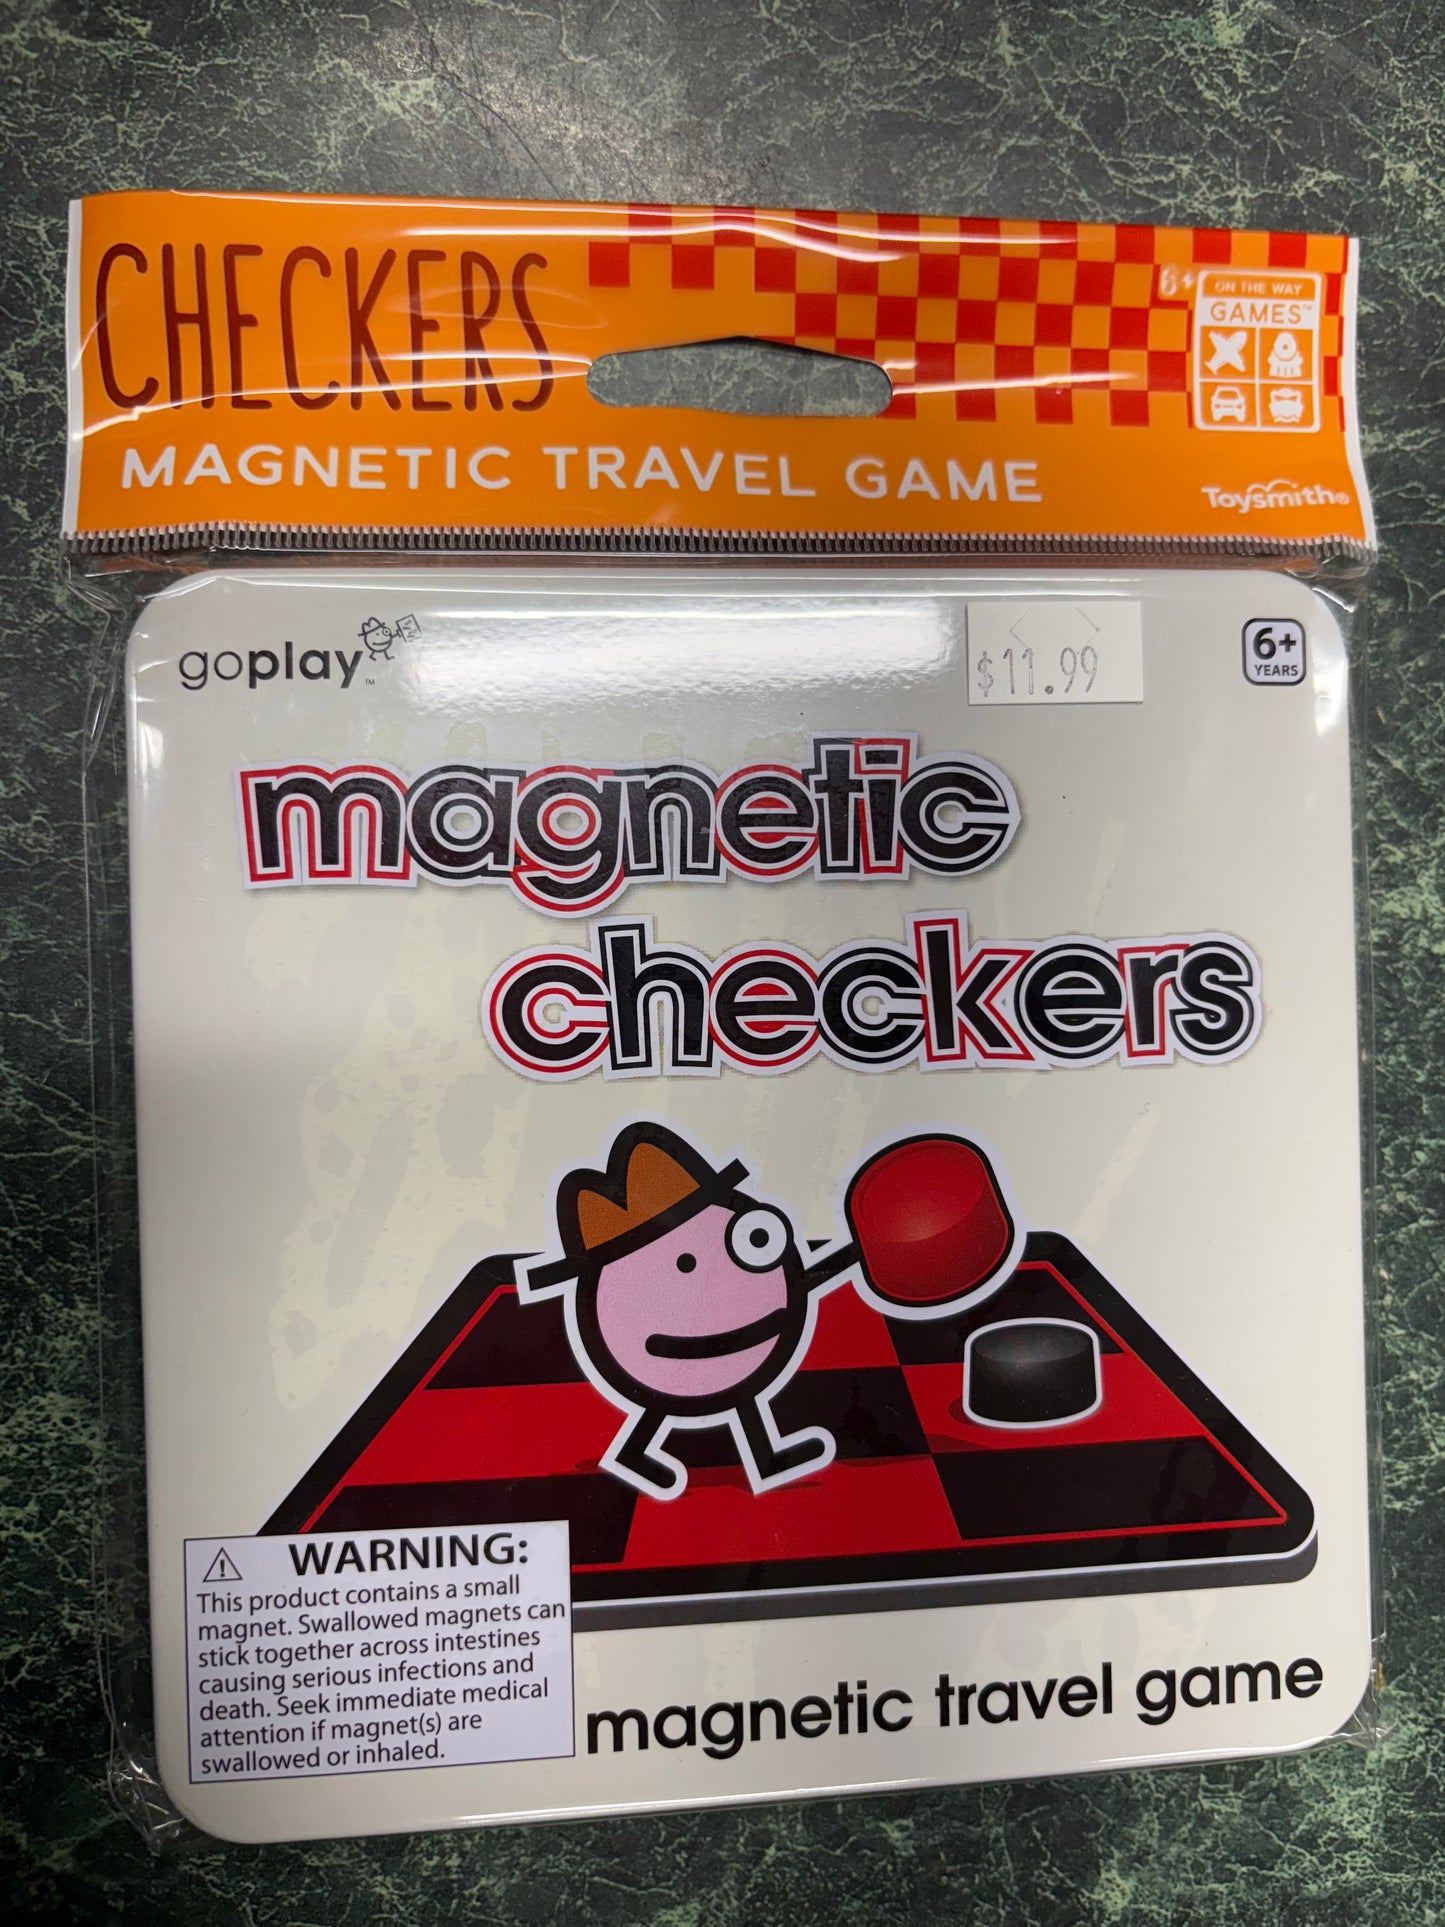 CHECKERS
MAGNETIC TRAVEL GAME
6+
ON THE WAY
GAMES™
Toysmith®
goplay™
$11.99
6+
YEARS
magnetic
checkers
WARNING:
This product contains a small
magnet. Swallowed magnets can
stick together across intestines
causing serious infections and
death. Seek immediate medical
attention if magnet(s) are
swallowed or inhaled.
magnetic travel game